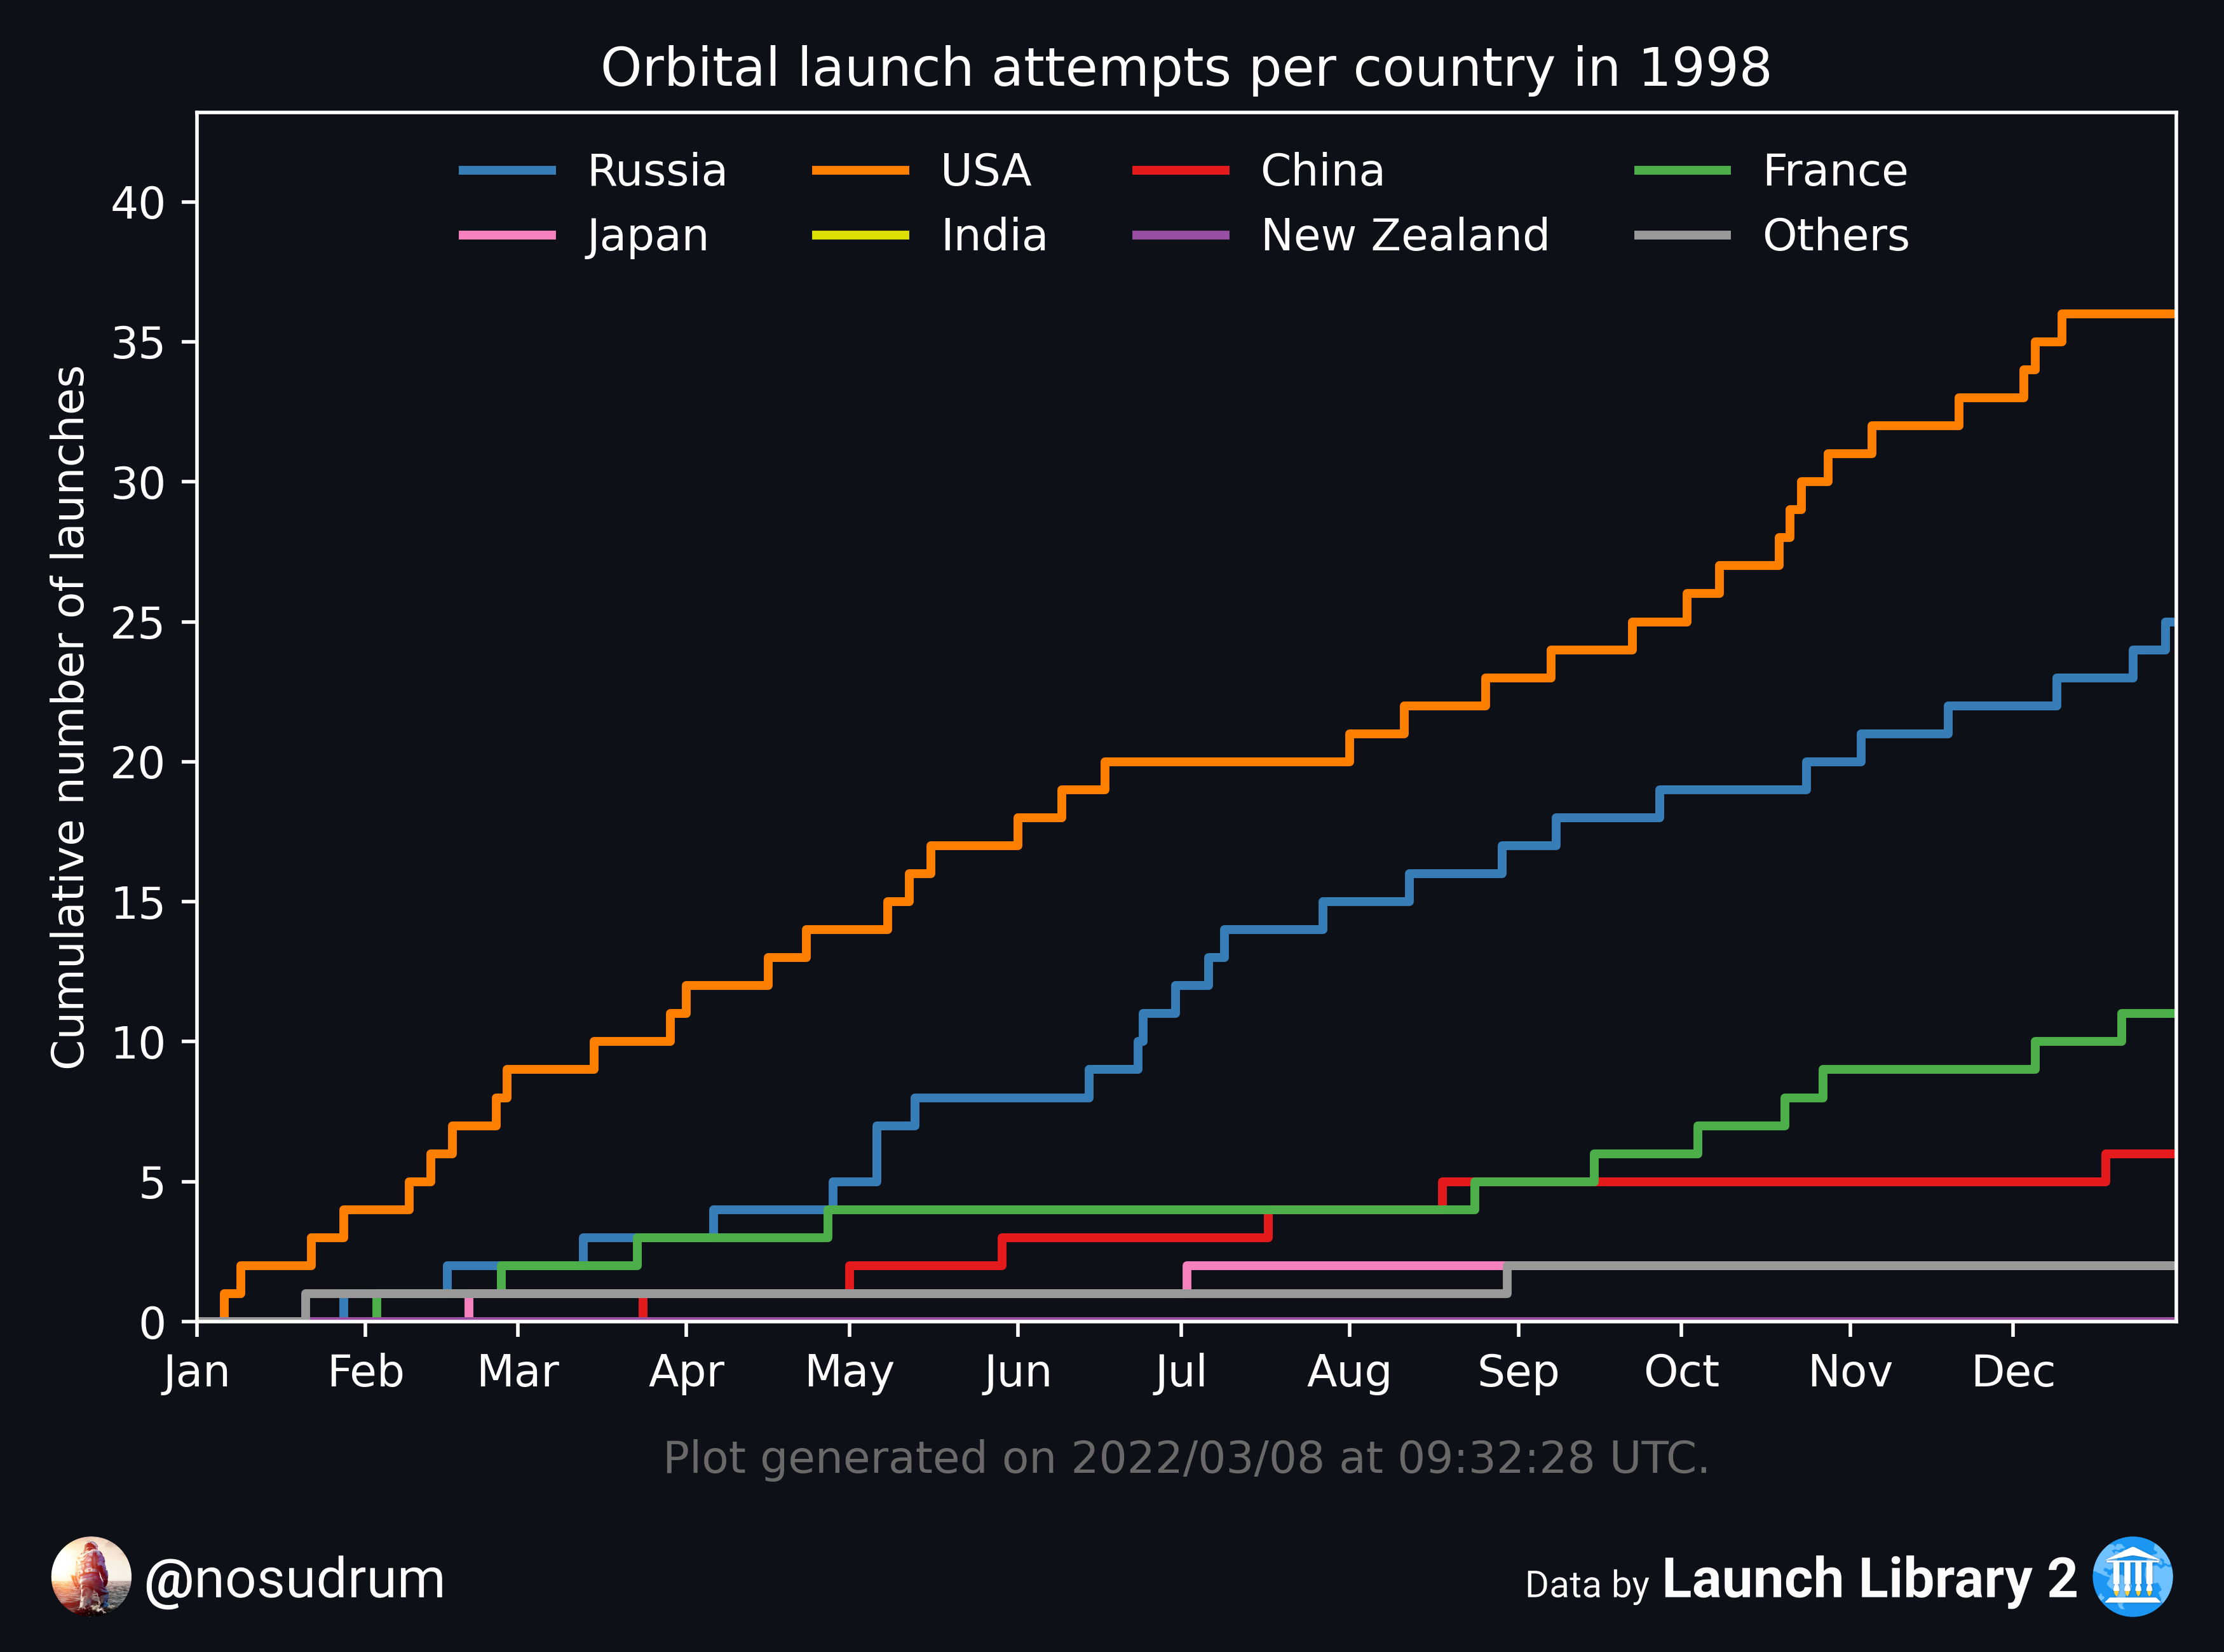 Orbital launch attempts per country in 1998
Russia USA China France
Japan India New Zealand Others
Cumulative number of launches
40
35
30
25
20
15
10
5
0
Jan Feb Mar Apr May Jun Jul Aug Sep Oct Nov Dec
Plot generated on 2022/03/08 at 09:32:28 UTC.
@nosudrum
Data by Launch Library 2